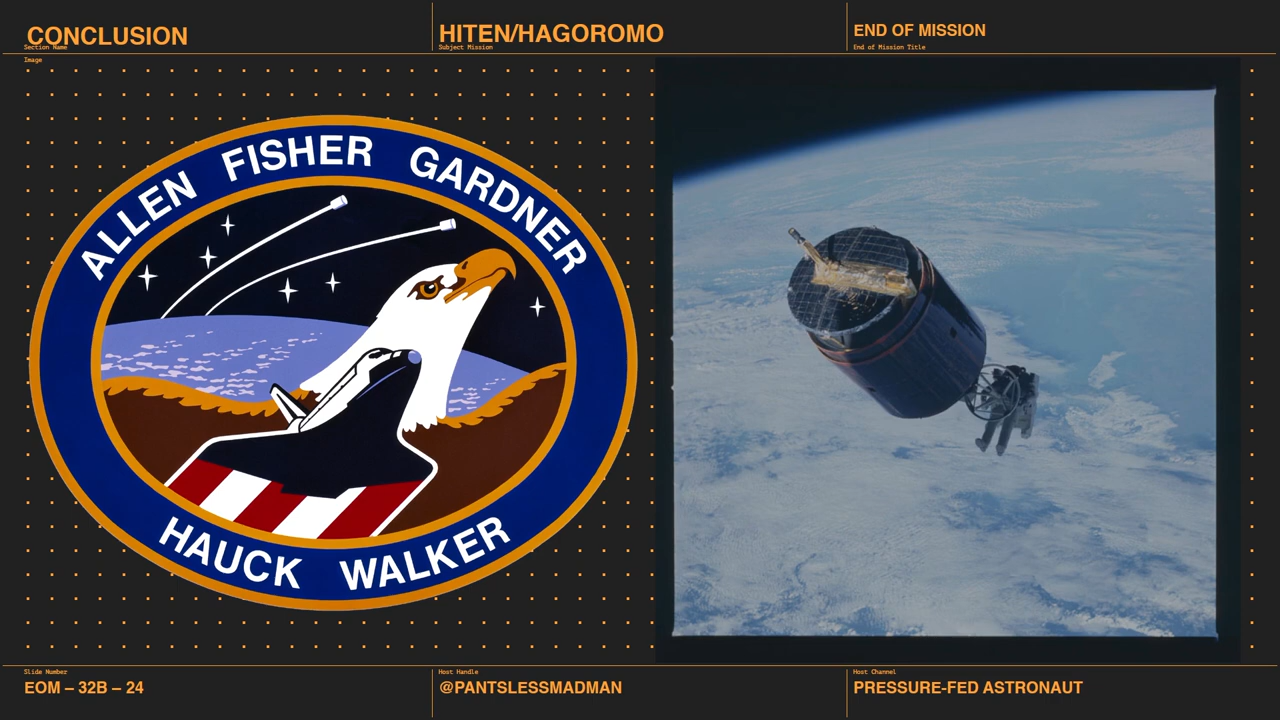 CONCLUSION
Section Name
HITEN/HAGOROMO
Subject Mission
END OF MISSION
End of Mission Title
Image
ALLEN FISHER GARDNER
HAUCK WALKER
Slide Number
EOM – 32B – 24
Host Handle
@PANTSLESSMADMAN
Host Channel
PRESSURE-FED ASTRONAUT